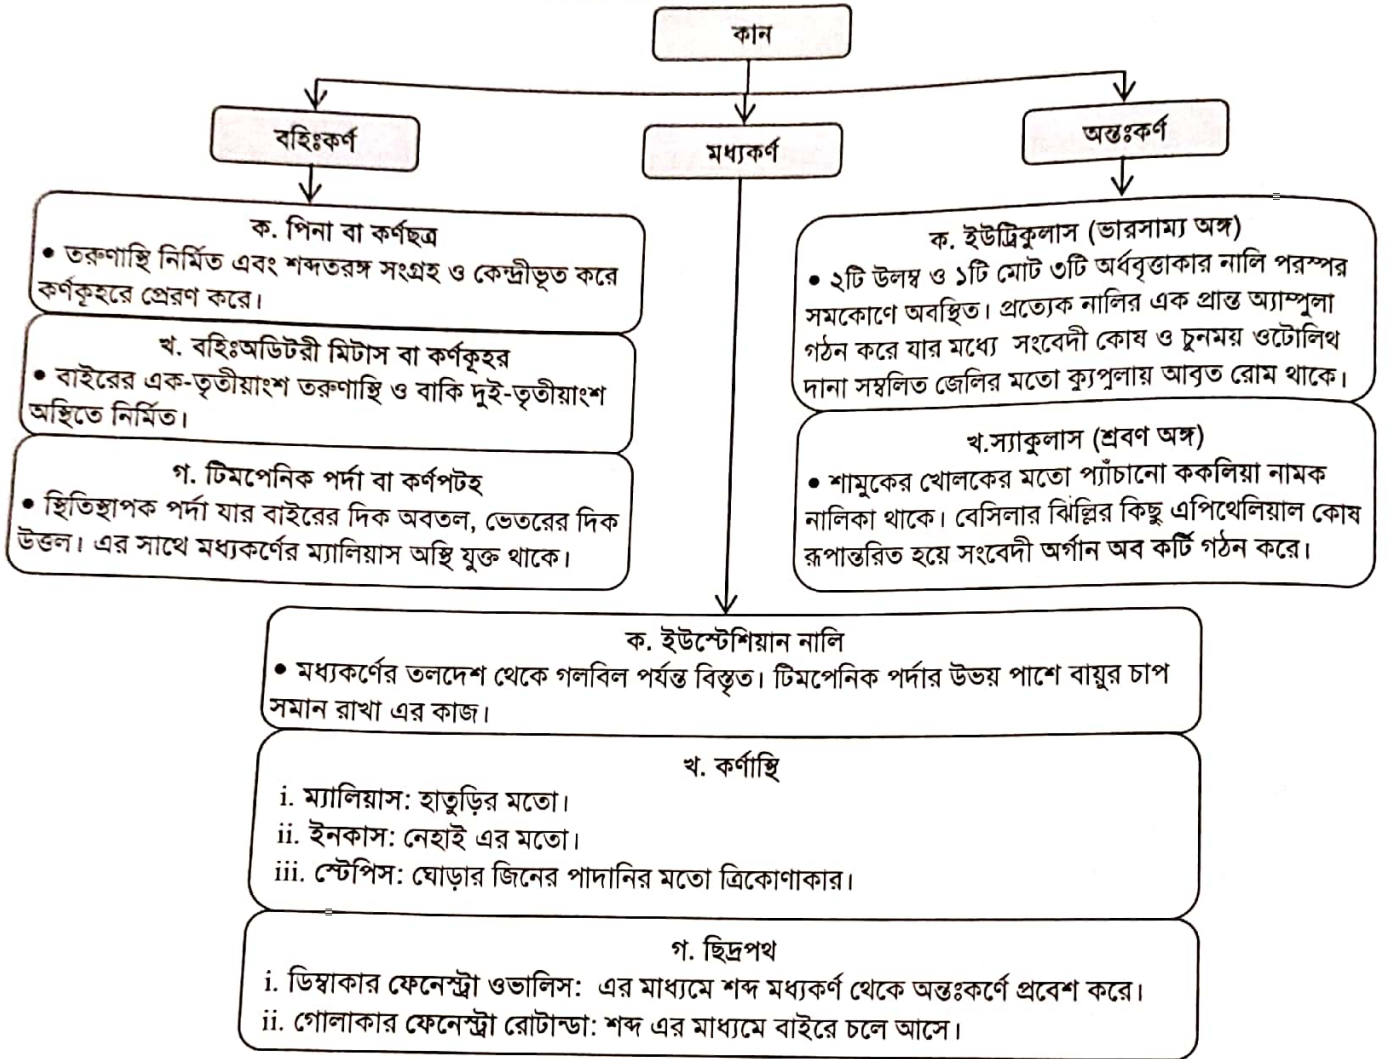 কান
বহিঃকর্ণ
মধ্যকর্ণ
অন্তঃকর্ণ
ক. পিনা বা কর্ণছত্র
• তরুণাস্থি নির্মিত এবং শব্দতরঙ্গ সংগ্রহ ও কেন্দ্রীভূত করে
কর্ণকূহরে প্রেরণ করে।
খ. বহিঃঅডিটরী মিটাস বা কর্ণকূহর
• বাইরের এক-তৃতীয়াংশ তরুণাস্থি ও বাকি দুই-তৃতীয়াংশ
অস্থিতে নির্মিত।
গ. টিমপেনিক পর্দা বা কর্ণপটহ
• স্থিতিস্থাপক পর্দা যার বাইরের দিক অবতল, ভেতরের দিক
উত্তল। এর সাথে মধ্যকর্ণের ম্যালিয়াস অস্থি যুক্ত থাকে।
ক. ইউট্রিকুলাস (ভারসাম্য অঙ্গ)
• ২টি উলম্ব ও ১টি মোট ৩টি অর্ধবৃত্তাকার নালি পরস্পর
সমকোণে অবস্থিত। প্রত্যেক নালির এক প্রান্ত অ্যাম্পুলা
গঠন করে যার মধ্যে সংবেদী কোষ ও চুনময় ওটোলিথ
দানা সম্বলিত জেলির মতো ক্যুপুলায় আবৃত রোম থাকে।
খ.স্যাকুলাস (শ্রবণ অঙ্গ)
• শামুকের খোলকের মতো প্যাঁচানো ককলিয়া নামক
নালিকা থাকে। বেসিলার ঝিল্লির কিছু এপিথেলিয়াল কোষ
রূপান্তরিত হয়ে সংবেদী অর্গান অব কর্টি গঠন করে।
ক. ইউস্টেশিয়ান নালি
• মধ্যকর্ণের তলদেশ থেকে গলবিল পর্যন্ত বিস্তৃত। টিমপেনিক পর্দার উভয় পাশে বায়ুর চাপ
সমান রাখা এর কাজ।
খ. কর্ণাস্থি
i. ম্যালিয়াস: হাতুড়ির মতো।
ii. ইনকাস: নেহাই এর মতো।
iii. স্টেপিস: ঘোড়ার জিনের পাদানির মতো ত্রিকোণাকার।
গ. ছিদ্রপথ
i. ডিম্বাকার ফেনেস্ট্রা ওভালিস: এর মাধ্যমে শব্দ মধ্যকর্ণ থেকে অন্তঃকর্ণে প্রবেশ করে।
ii. গোলাকার ফেনেস্ট্রা রোটান্ডা: শব্দ এর মাধ্যমে বাইরে চলে আসে।